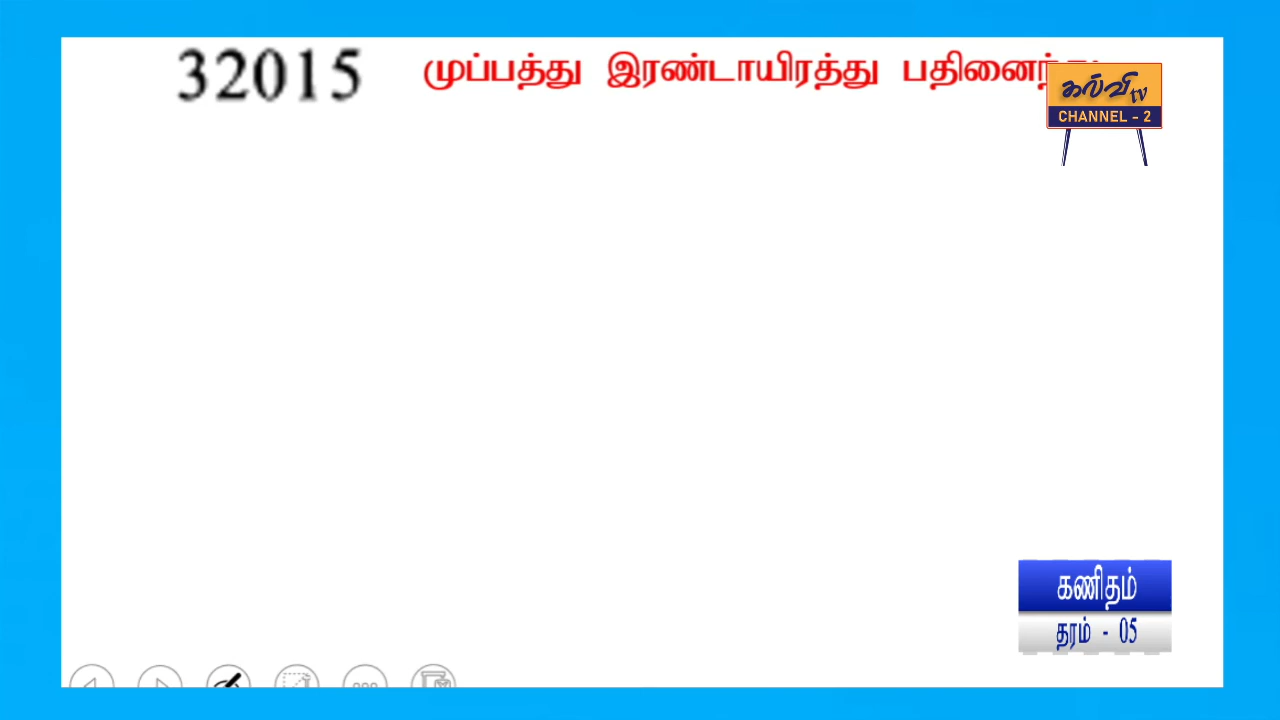 32015 முப்பத்து இரண்டாயிரத்து பதினைந்து
கல்வி tv
CHANNEL - 2
கணிதம்
தரம் - 05